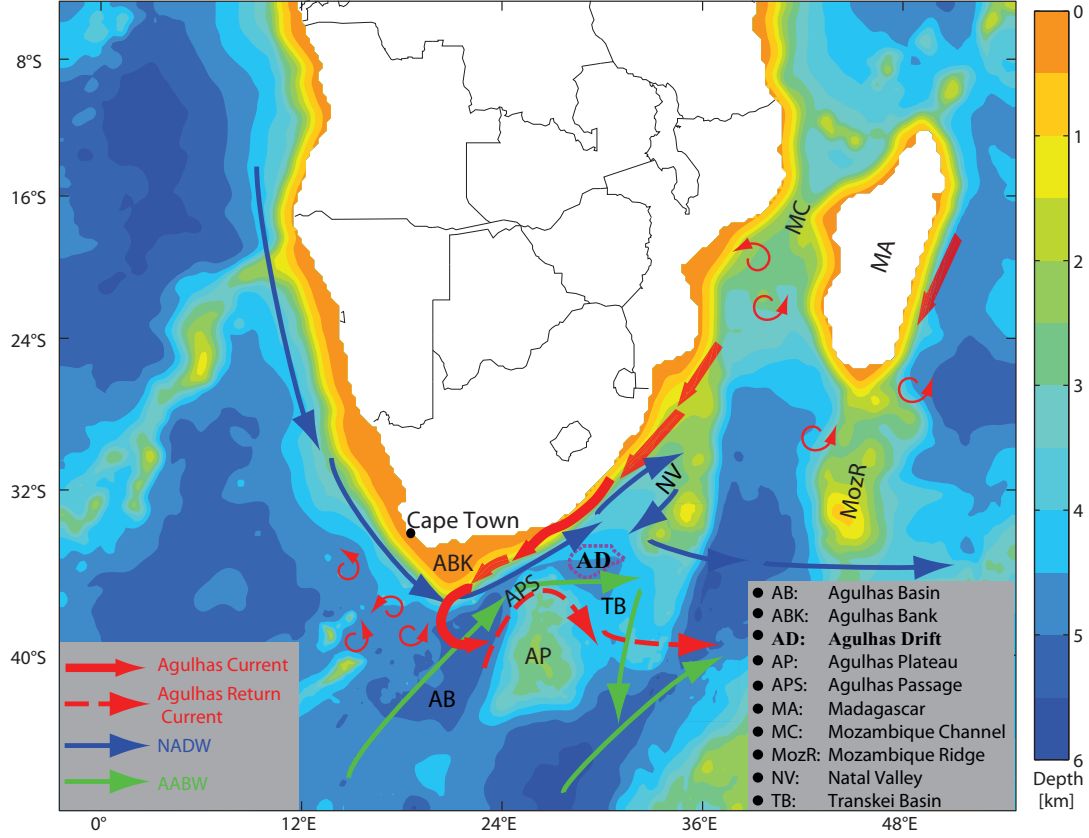 0
8°S
1
16°S
MC
MA
2
24°S
3
32°S
NV
MozR
Cape Town
4
ABK
AD
APS
TB
AP
40°S
AB
5
6
Agulhas Current
Agulhas Return
Current
NADW
AABW
AB: Agulhas Basin
ABK: Agulhas Bank
AD: Agulhas Drift
AP: Agulhas Plateau
APS: Agulhas Passage
MA: Madagascar
MC: Mozambique Channel
MozR: Mozambique Ridge
NV: Natal Valley
TB: Transkei Basin
0° 12°E 24°E 36°E 48°E
Depth
[km]